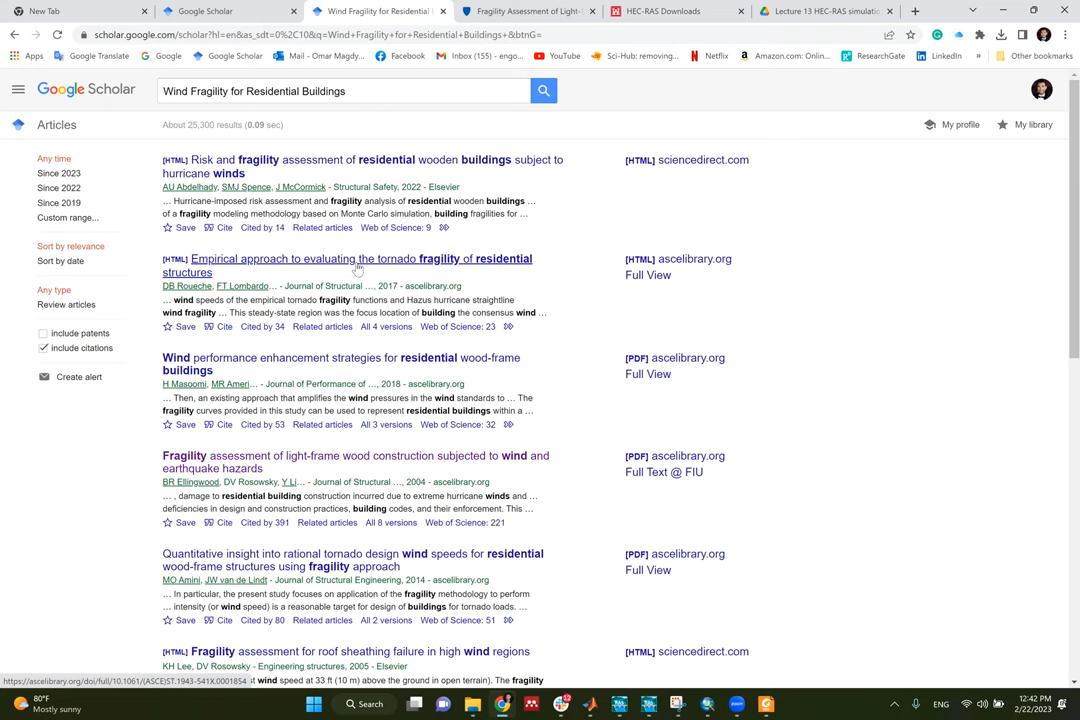 New Tab
Google Scholar
Wind Fragility for Residential
Fragility Assessment of Light-F
HEC-RAS Downloads
Lecture 13 HEC-RAS simulation
scholar.google.com/scholar?hl=en&as_sdt=0%2C10&q=Wind+Fragility+for+Residential+Buildings+&btnG=
Apps
Google Translate
Google
Google Scholar
Mail - Omar Magdy...
Facebook
Inbox (155) - engo...
YouTube
Sci-Hub: removing...
Netflix
Amazon.com: Onlin...
ResearchGate
LinkedIn
»
Other bookmarks
Google Scholar
Wind Fragility for Residential Buildings
Articles
About 25,300 results (0.09 sec)
My profile
My library
Any time
Since 2023
Since 2022
Since 2019
Custom range...
Sort by relevance
Sort by date
Any type
Review articles
include patents
include citations
Create alert
[HTML] Risk and fragility assessment of residential wooden buildings subject to
hurricane winds
AU Abdelhady, SMJ Spence, J McCormick - Structural Safety, 2022 - Elsevier
… Hurricane-imposed risk assessment and fragility analysis of residential wooden buildings …
of a fragility modeling methodology based on Monte Carlo simulation, building fragilities for …
Save Cite Cited by 14 Related articles Web of Science: 9
[HTML] sciencedirect.com
[HTML] Empirical approach to evaluating the tornado fragility of residential
structures
DB Roueche, FT Lombardo… - Journal of Structural …, 2017 - ascelibrary.org
… wind speeds of the empirical tornado fragility functions and Hazus hurricane straightline
wind fragility … This steady-state region was the focus location of building the consensus wind …
Save Cite Cited by 34 Related articles All 4 versions Web of Science: 23
[HTML] ascelibrary.org
Full View
Wind performance enhancement strategies for residential wood-frame
buildings
H Masoomi, MR Ameri… - Journal of Performance of …, 2018 - ascelibrary.org
… Then, an existing approach that amplifies the wind pressures in the wind standards to … The
fragility curves provided in this study can be used to represent residential buildings within a …
Save Cite Cited by 53 Related articles All 3 versions Web of Science: 32
[PDF] ascelibrary.org
Full View
Fragility assessment of light-frame wood construction subjected to wind and
earthquake hazards
BR Ellingwood, DV Rosowsky, Y Li… - Journal of Structural …, 2004 - ascelibrary.org
… , damage to residential building construction incurred due to extreme hurricane winds and …
deficiencies in design and construction practices, building codes, and their enforcement. This …
Save Cite Cited by 391 Related articles All 8 versions Web of Science: 221
[PDF] ascelibrary.org
Full Text @ FIU
Quantitative insight into rational tornado design wind speeds for residential
wood-frame structures using fragility approach
MO Amini, JW van de Lindt - Journal of Structural Engineering, 2014 - ascelibrary.org
… In particular, the present study focuses on application of the fragility methodology to perform
… intensity (or wind speed) is a reasonable target for design of buildings for tornado loads. …
Save Cite Cited by 80 Related articles All 2 versions Web of Science: 51
[PDF] ascelibrary.org
Full View
[HTML] Fragility assessment for roof sheathing failure in high wind regions
KH Lee, DV Rosowsky - Engineering structures, 2005 - Elsevier
st wind speed at 33 ft (10 m) above the ground in open terrain). The fragility
[HTML] sciencedirect.com
https://ascelibrary.org/doi/full/10.1061/(ASCE)ST.1943-541X.0001854
80°F
Mostly sunny
Search
12
ENG
12:42 PM
2/22/2023